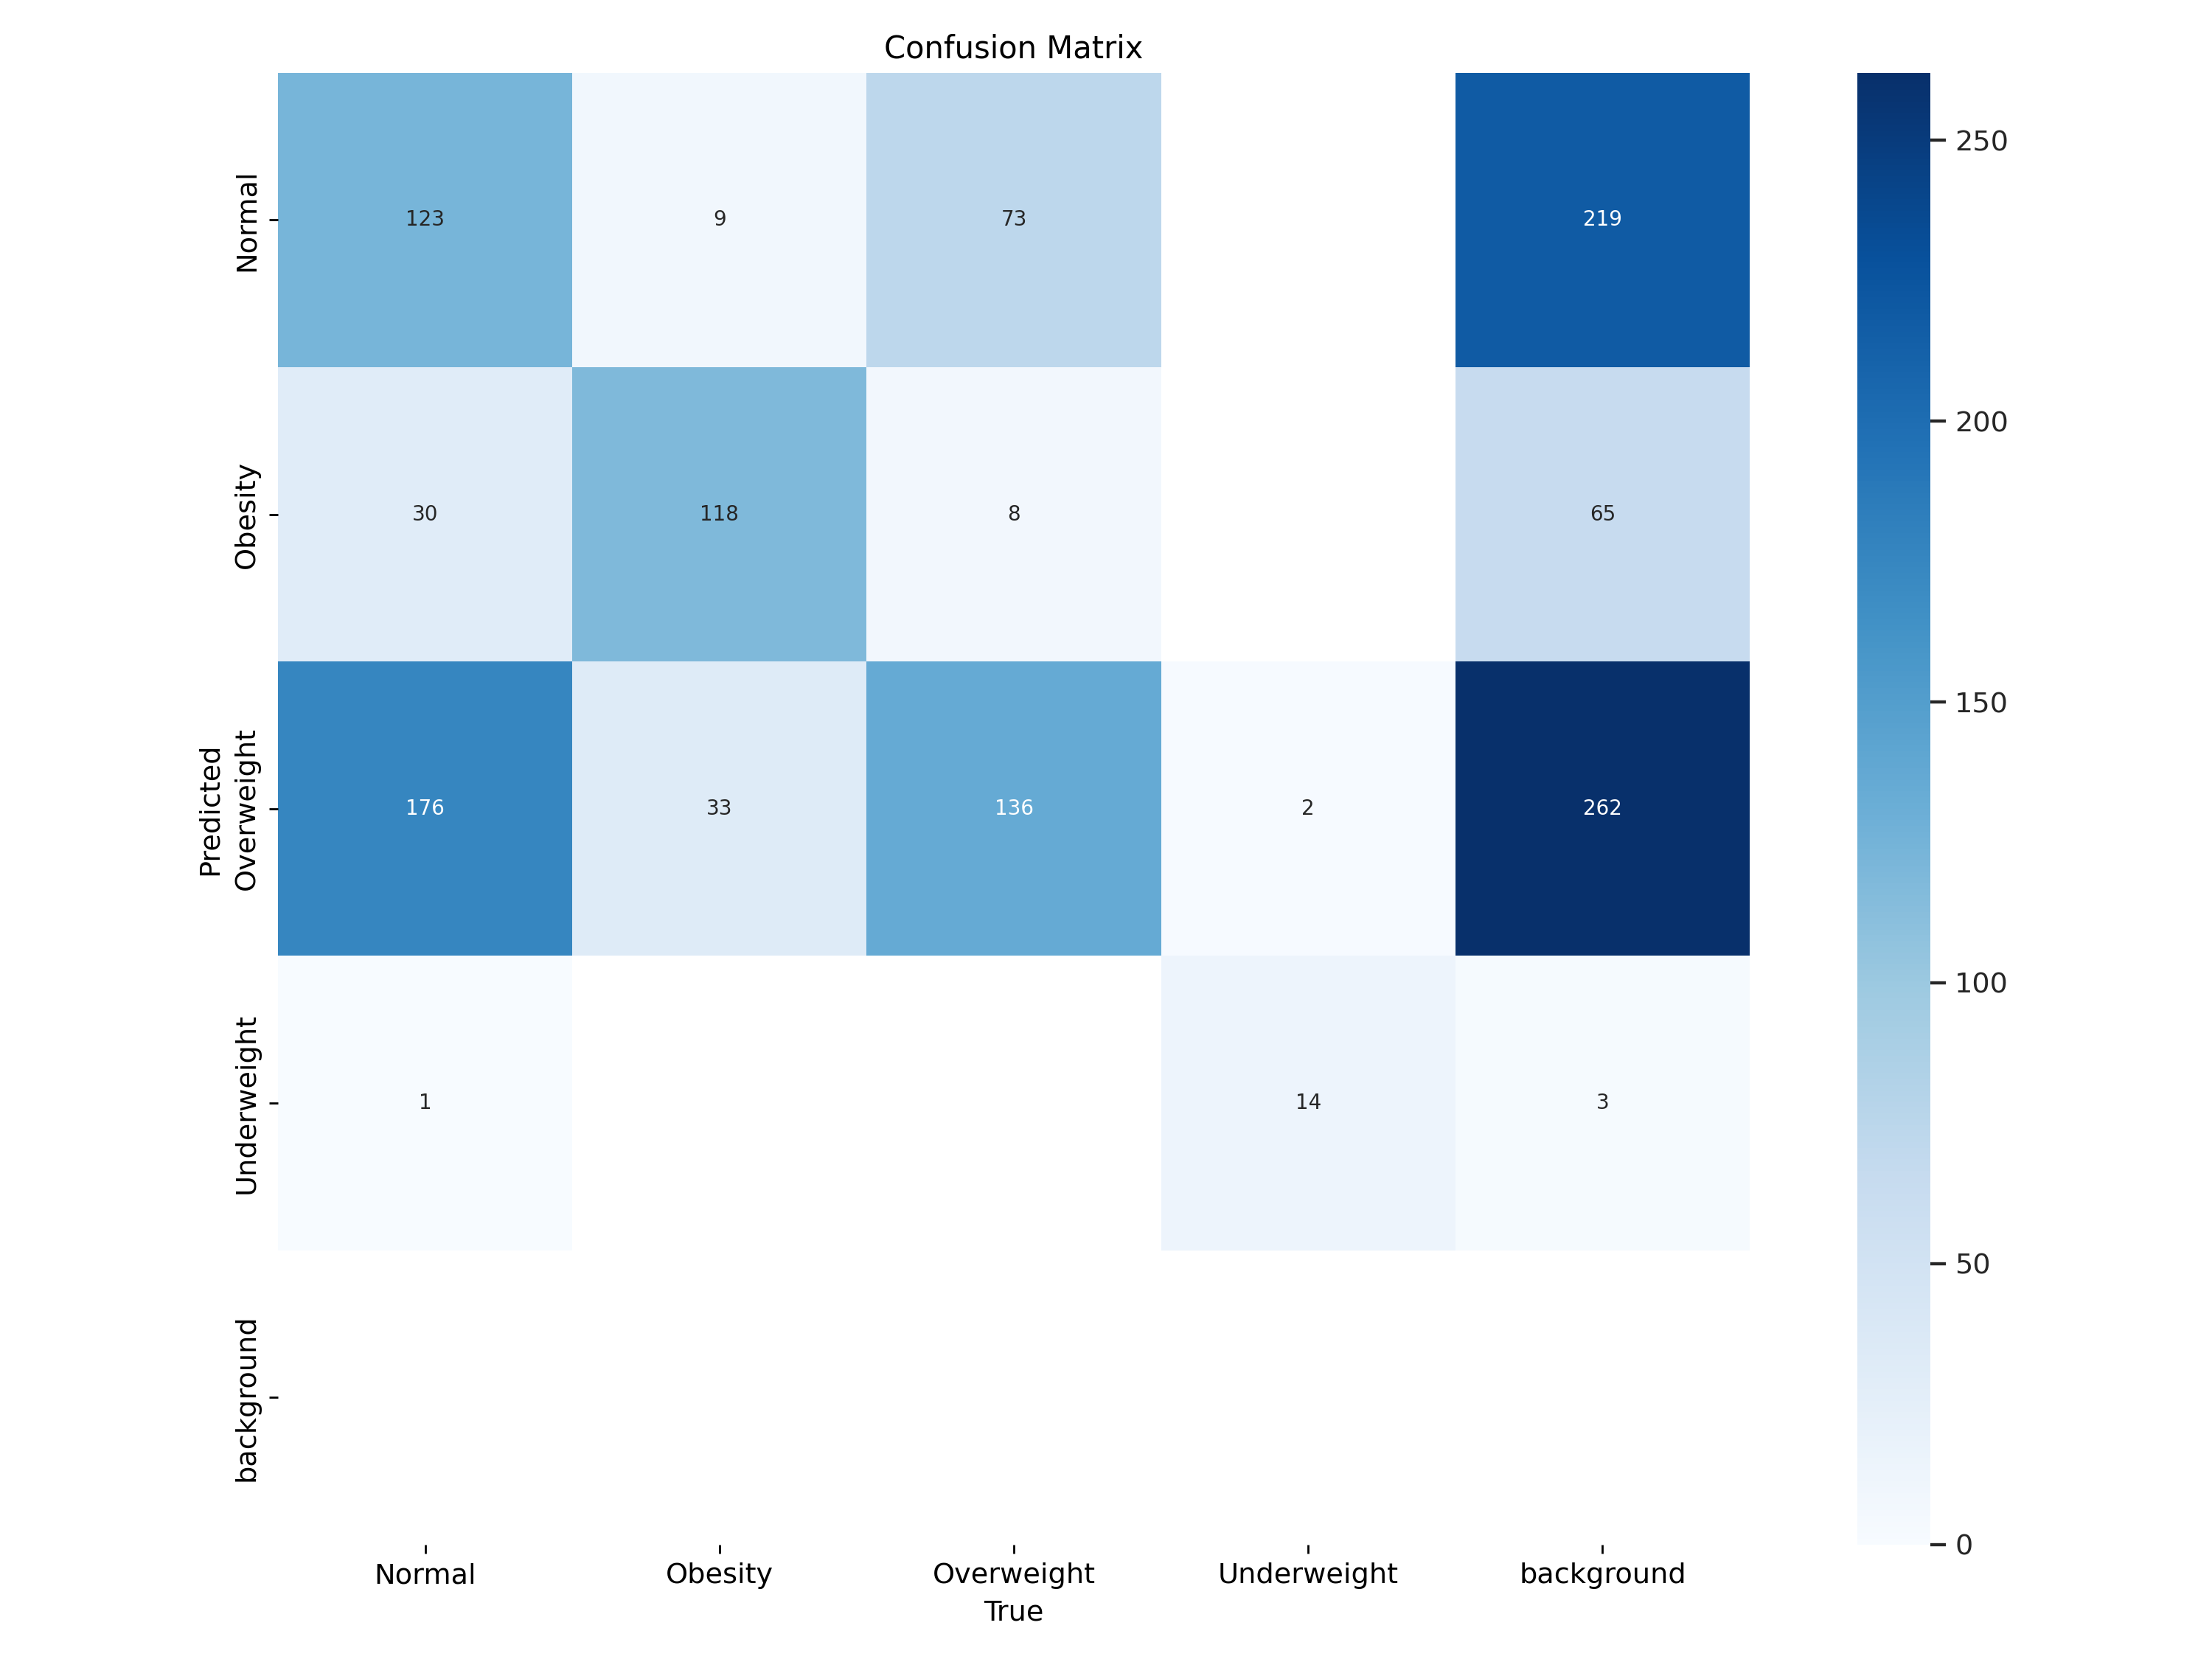 Confusion Matrix
Normal
123
9
73
219
Obesity
30
118
8
65
Predicted
Overweight
176
33
136
2
262
Underweight
1
14
3
background
Normal
Obesity
Overweight
Underweight
background
True
250
200
150
100
50
0